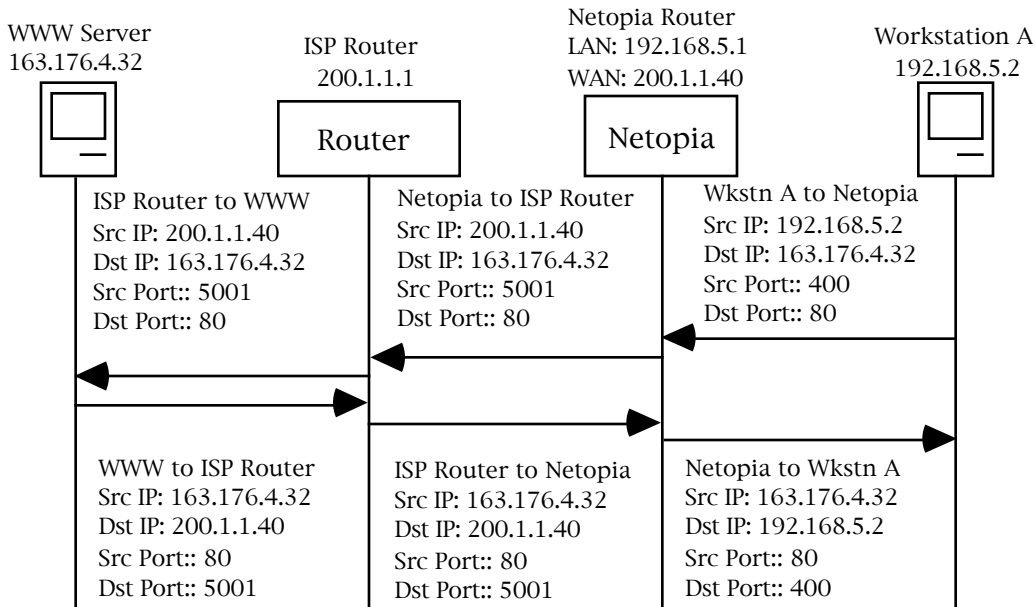 WWW Server
163.176.4.32
ISP Router
200.1.1.1
Netopia Router
LAN: 192.168.5.1
WAN: 200.1.1.40
Workstation A
192.168.5.2
Router
Netopia
ISP Router to WWW
Src IP: 200.1.1.40
Dst IP: 163.176.4.32
Src Port:: 5001
Dst Port:: 80
Netopia to ISP Router
Src IP: 200.1.1.40
Dst IP: 163.176.4.32
Src Port:: 5001
Dst Port:: 80
Wkstn A to Netopia
Src IP: 192.168.5.2
Dst IP: 163.176.4.32
Src Port:: 400
Dst Port:: 80
WWW to ISP Router
Src IP: 163.176.4.32
Dst IP: 200.1.1.40
Src Port:: 80
Dst Port:: 5001
ISP Router to Netopia
Src IP: 163.176.4.32
Dst IP: 200.1.1.40
Src Port:: 80
Dst Port:: 5001
Netopia to Wkstn A
Src IP: 163.176.4.32
Dst IP: 192.168.5.2
Src Port:: 80
Dst Port:: 400